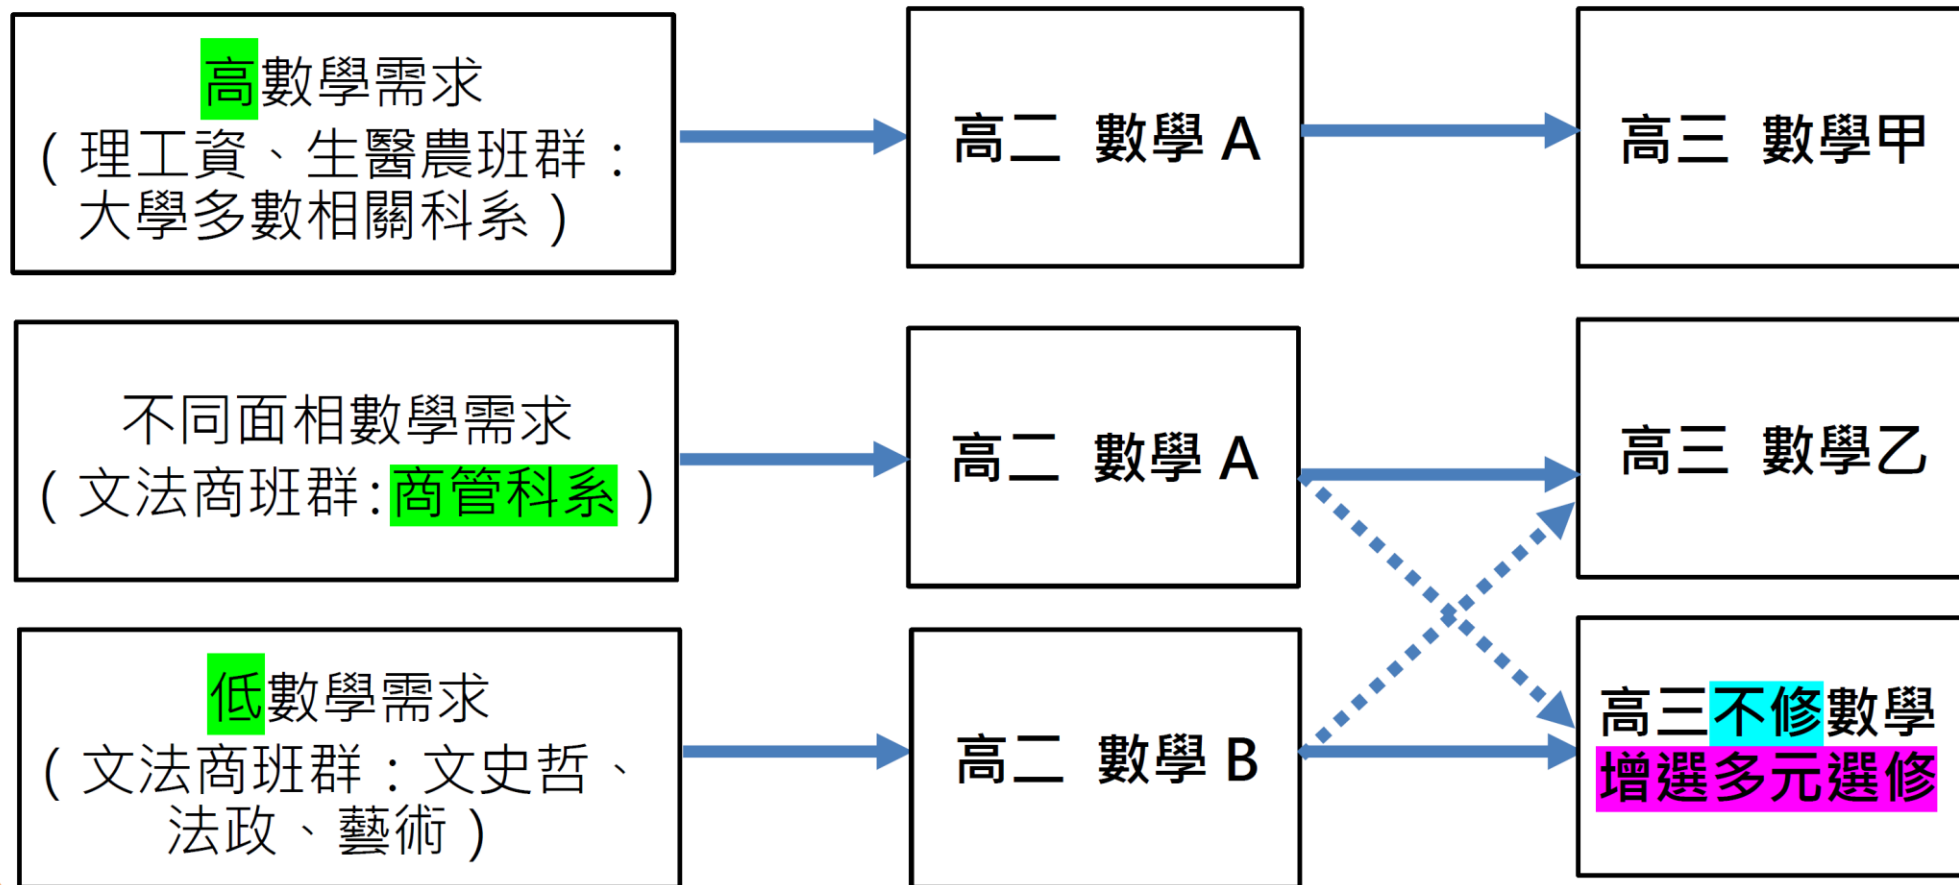 高數學需求
( 理工資、生醫農班群：
大學多數相關科系 )
高二 數學 A
高三 數學甲
不同面相數學需求
( 文法商班群:商管科系 )
高二 數學 A
高三 數學乙
低數學需求
( 文法商班群：文史哲、
法政、藝術 )
高二 數學 B
高三不修數學
增選多元選修